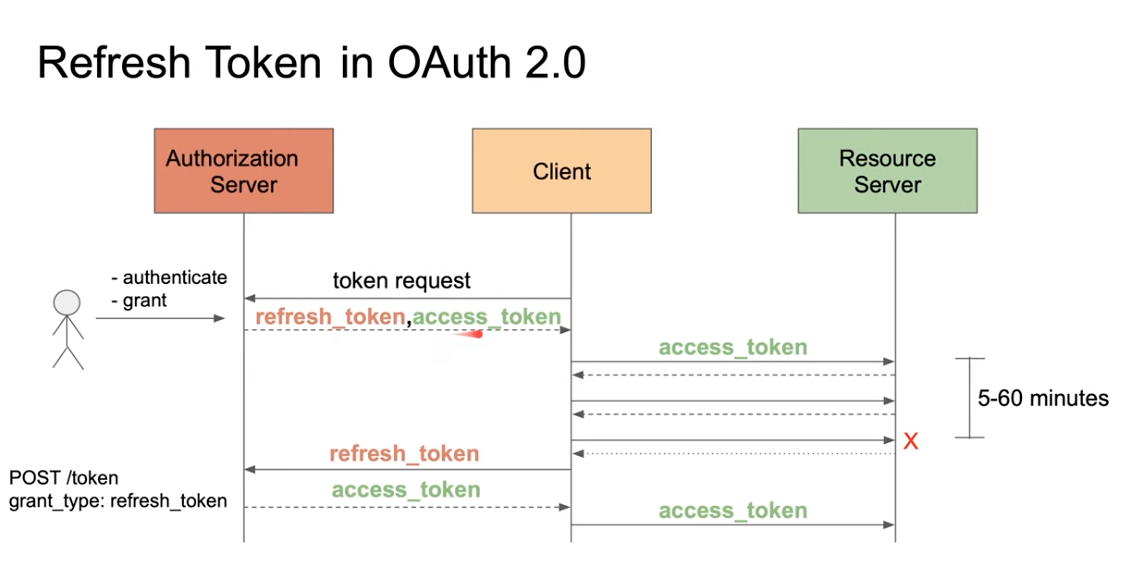 Refresh Token in OAuth 2.0
Authorization
Server
Client
Resource
Server
- authenticate
- grant
token request
refresh_token,access_token
access_token
5-60 minutes
X
refresh_token
POST /token
grant_type: refresh_token
access_token
access_token